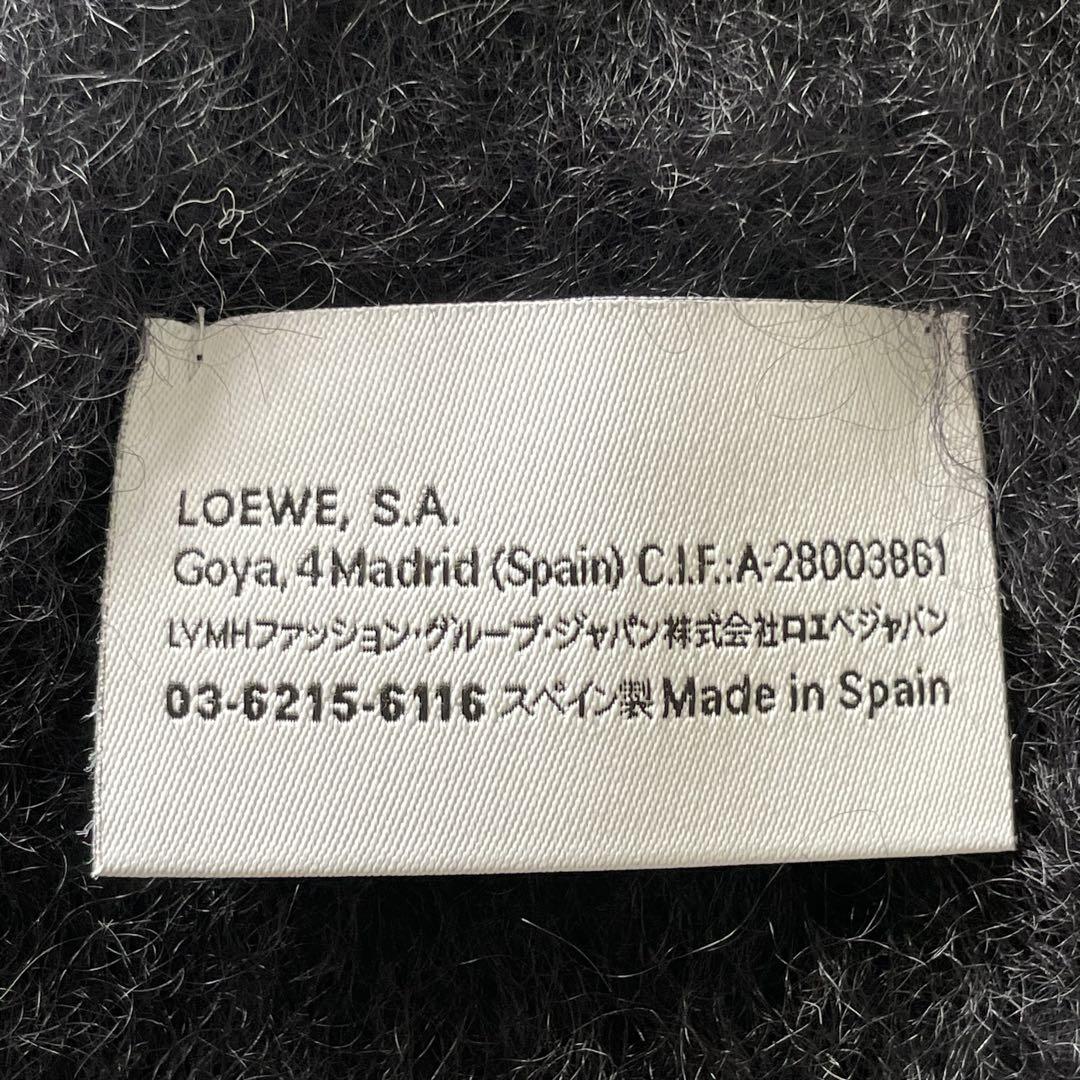 LOEWE, S.A.
Goya, 4 Madrid (Spain) C.I.F.:A-28003861
LVMHファッション・グループ・ジャパン株式会社ロエベジャパン
03-6215-6116 スペイン製 Made in Spain